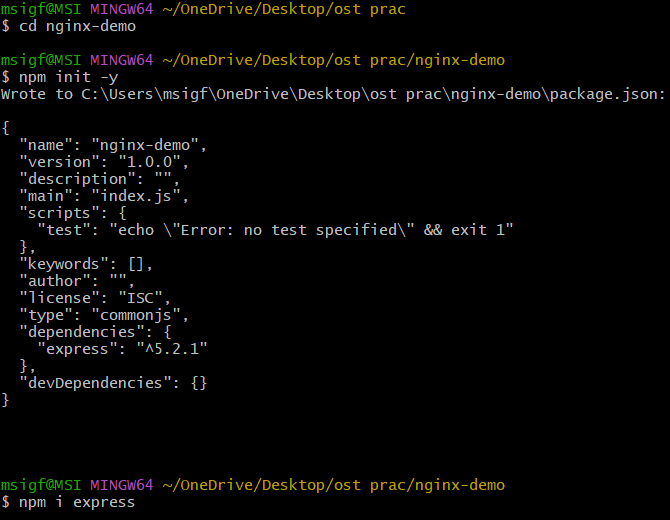 msigf@MSI MINGW64 ~/OneDrive/Desktop/ost prac
$ cd nginx-demo
msigf@MSI MINGW64 ~/OneDrive/Desktop/ost prac/nginx-demo
$ npm init -y
Wrote to C:\Users\msigf\OneDrive\Desktop\ost prac\nginx-demo\package.json:
{
  "name": "nginx-demo",
  "version": "1.0.0",
  "description": "",
  "main": "index.js",
  "scripts": {
    "test": "echo \"Error: no test specified\" && exit 1"
  },
  "keywords": [],
  "author": "",
  "license": "ISC",
  "type": "commonjs",
  "dependencies": {
    "express": "^5.2.1"
  },
  "devDependencies": {}
}
msigf@MSI MINGW64 ~/OneDrive/Desktop/ost prac/nginx-demo
$ npm i express